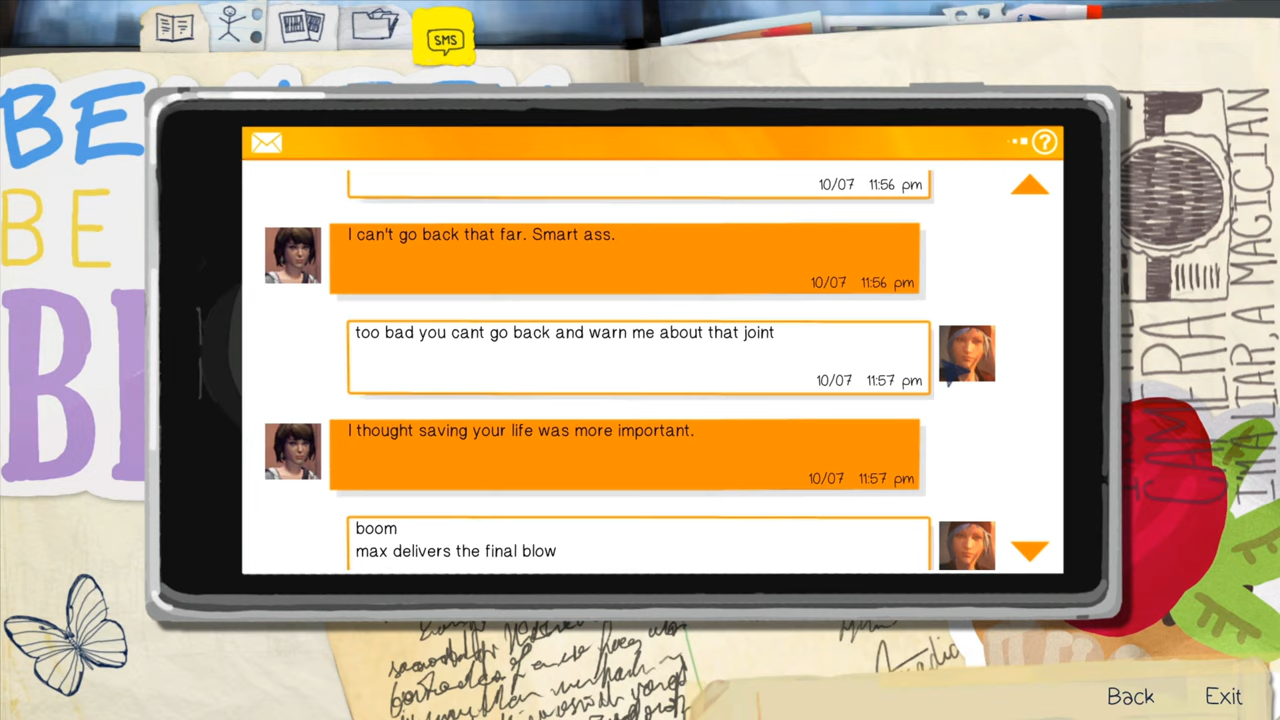 SMS
BE
BE
10/07 11:56 pm
I can't go back that far. Smart ass.
10/07 11:56 pm
too bad you cant go back and warn me about that joint
10/07 11:57 pm
I thought saving your life was more important.
10/07 11:57 pm
boom
max delivers the final blow
CAMERA
LIAR, A MAGICIAN
Back
Exit